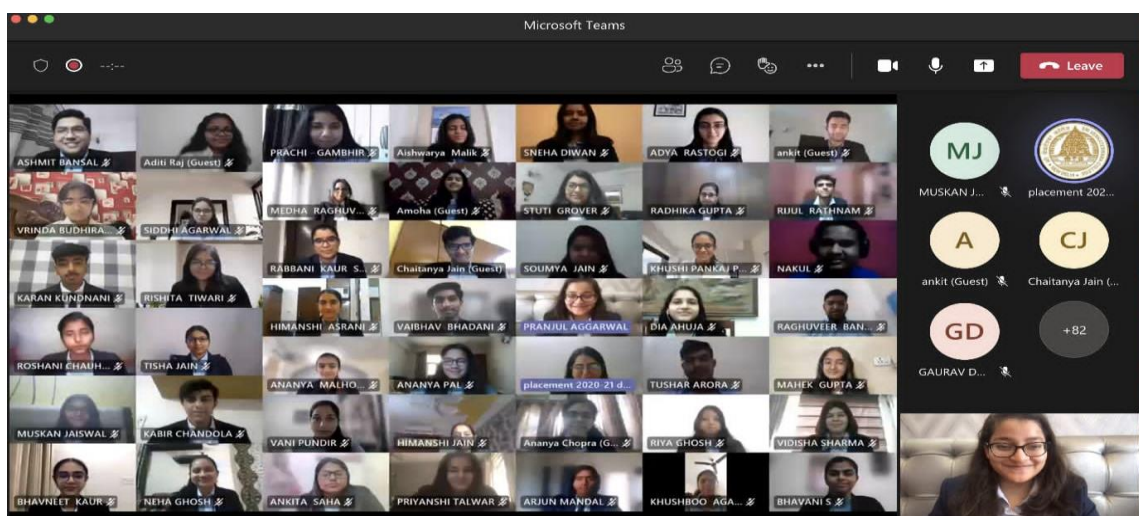 Microsoft Teams
--:--
Leave
ASHMIT BANSAL
Aditi Raj (Guest)
PRACHI - GAMBHIR
Aishwarya Malik
SNEHA DIWAN
ADYA RASTOGI
ankit (Guest)
VRINDA BUDHIRA...
SIDDHI AGARWAL
MEDHA RAGHUV...
Amoha (Guest)
STUTI GROVER
RADHIKA GUPTA
RIJUL RATHNAM
KARAN KUNDNANI
RISHITA TIWARI
RABBANI KAUR S...
Chaitanya Jain (Guest)
SOUMYA JAIN
KHUSHI PANKAJ P...
NAKUL
ROSHANI CHAUH...
TISHA JAIN
HIMANSHI ASRANI
VAIBHAV BHADANI
PRANJUL AGGARWAL
DIA AHUJA
RAGHUVEER BAN...
ANANYA MALHO...
ANANYA PAL
placement 2020-21 d...
TUSHAR ARORA
MAHEK GUPTA
MUSKAN JAISWAL
KABIR CHANDOLA
VANI PUNDIR
HIMANSHI JAIN
Ananya Chopra (G...
RIYA GHOSH
VIDISHA SHARMA
BHAVNEET KAUR
NEHA GHOSH
ANKITA SAHA
PRIYANSHI TALWAR
ARJUN MANDAL
KHUSHBOO AGA...
BHAVANI S
MJ
MUSKAN J...
placement 202...
A
CJ
ankit (Guest)
Chaitanya Jain (...
GD
+82
GAURAV D...